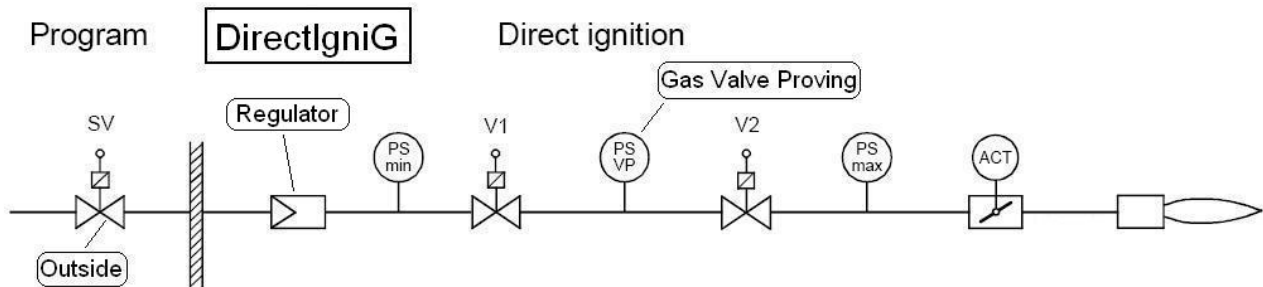 Program
DirectIgniG
Direct ignition
Gas Valve Proving
Regulator
SV
PS
min
V1
PS
VP
V2
PS
max
ACT
Outside